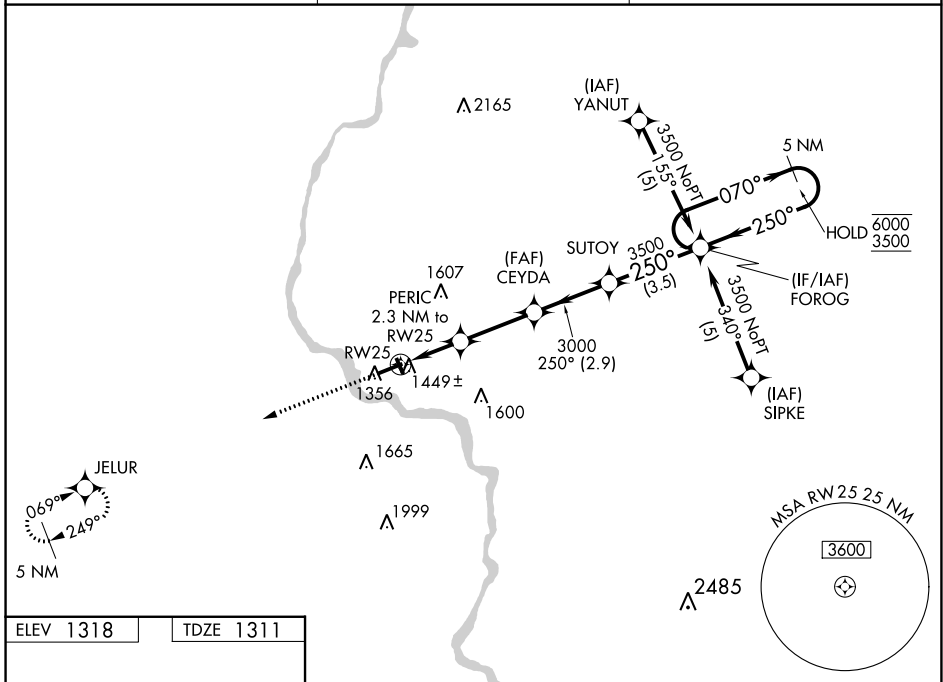 2165
(IAF)
YANUT
3500 NoPT
155°
(5)
5 NM
070°
250°
HOLD
6000
3500
(IF/IAF)
FOROG
3500 NoPT
340°
(5)
(IAF)
SIPKE
SUTOY
3500
250°
(3.5)
(FAF)
CEYDA
3000
250° (2.9)
1607
PERIC
2.3 NM to
RW25
RW25
1356
1449±
1600
1665
1999
JELUR
069°
249°
5 NM
2485
MSA RW25 25 NM
3600
ELEV 1318
TDZE 1311